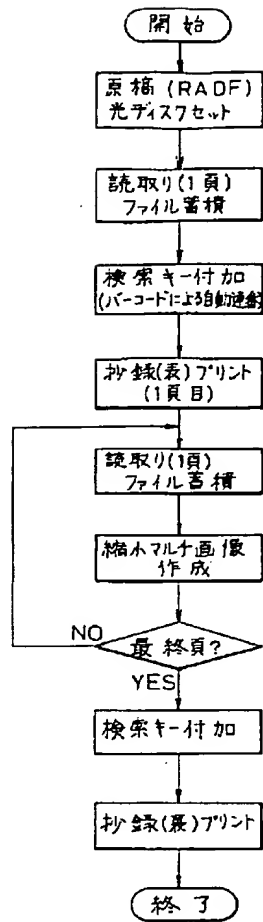 開始
原稿(RADF)
光ディスクセット
読取り(1頁)
ファイル蓄積
検索キー付加
(バーコードによる自動連番)
抄録(表)プリント
(1頁目)
読取り(1頁)
ファイル蓄積
縮小マルチ画像
作成
最終頁?
NO
YES
検索キー付加
抄録(裏)プリント
終了